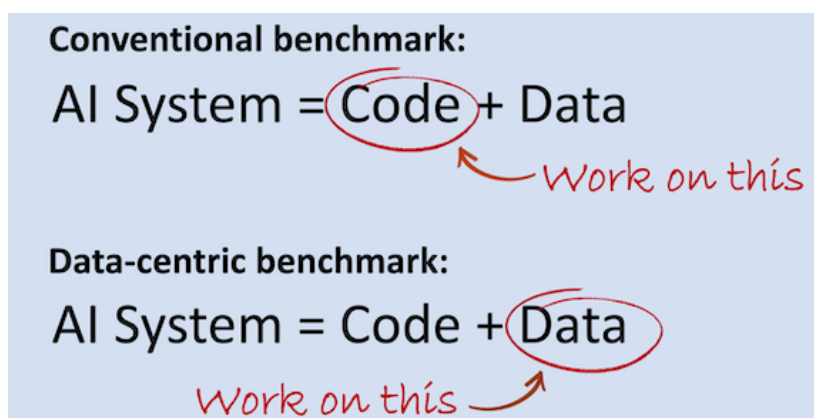 Conventional benchmark:
AI System = Code + Data
Work on this
Data-centric benchmark:
AI System = Code + Data
Work on this